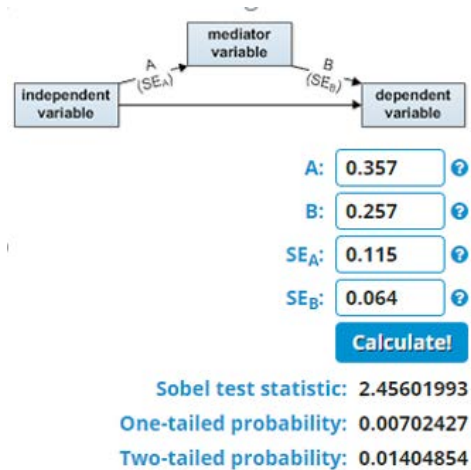 mediator
variable
A
(SEA)
B
(SEB)
independent
variable
dependent
variable
A: 0.357 ?
B: 0.257 ?
SEA: 0.115 ?
SEB: 0.064 ?
Calculate!
Sobel test statistic: 2.45601993
One-tailed probability: 0.00702427
Two-tailed probability: 0.01404854